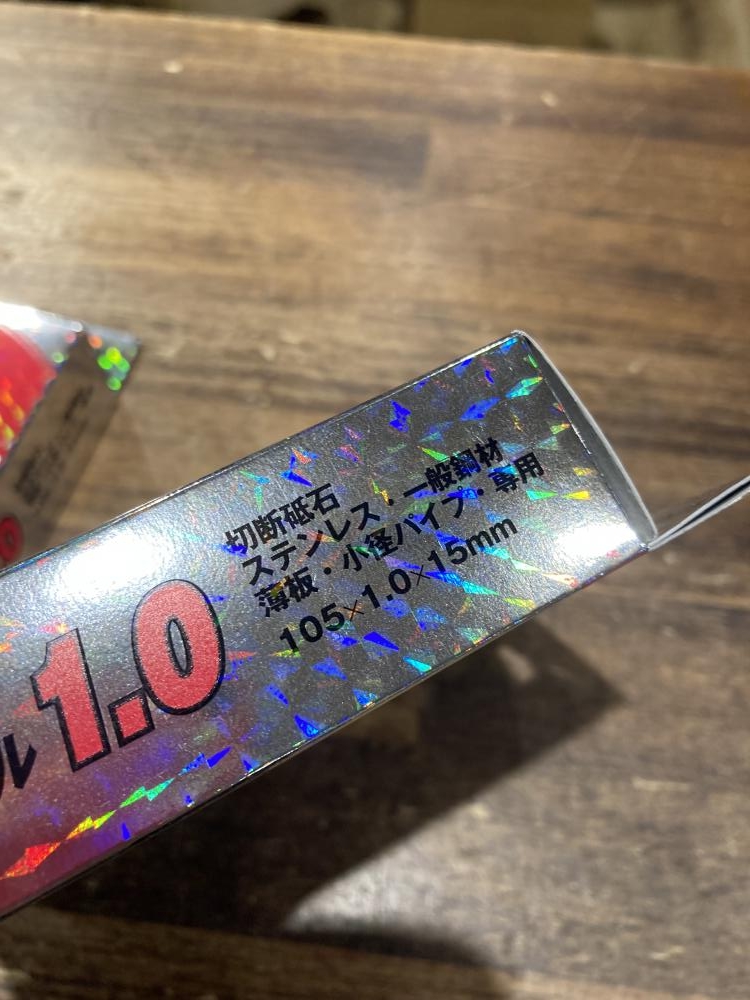 ル1.0
切断砥石
ステンレス・一般鋼材
薄板・小径パイプ・専用
105×1.0×15mm